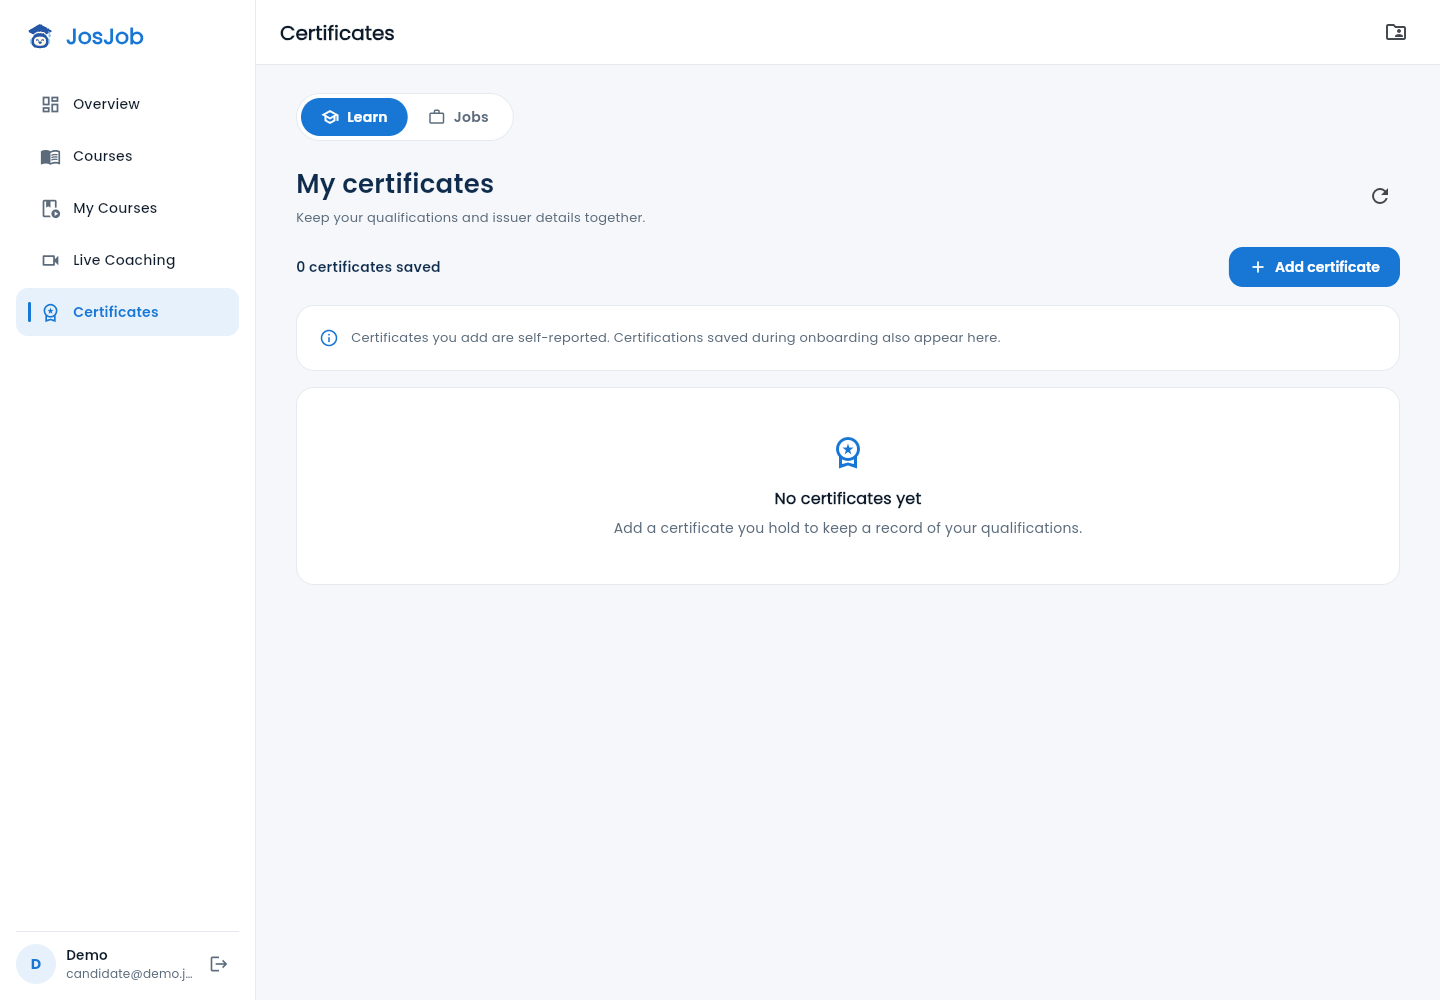 JosJob
Certificates
Overview
Courses
My Courses
Live Coaching
Certificates
Learn
Jobs
My certificates
Keep your qualifications and issuer details together.
0 certificates saved
Add certificate
Certificates you add are self-reported. Certifications saved during onboarding also appear here.
No certificates yet
Add a certificate you hold to keep a record of your qualifications.
D
Demo
candidate@demo.j...